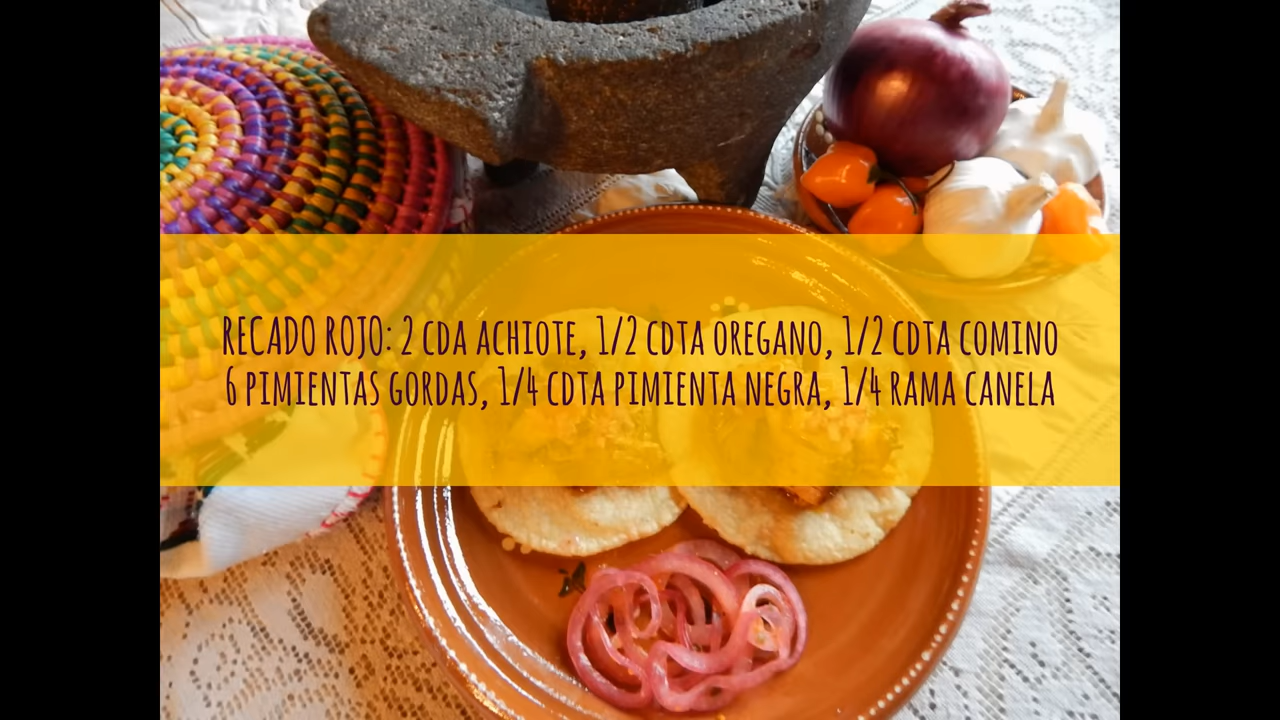 RECADO ROJO: 2 CDA ACHIOTE, 1/2 CDTA OREGANO, 1/2 CDTA COMINO
6 PIMIENTAS GORDAS, 1/4 CDTA PIMIENTA NEGRA, 1/4 RAMA CANELA